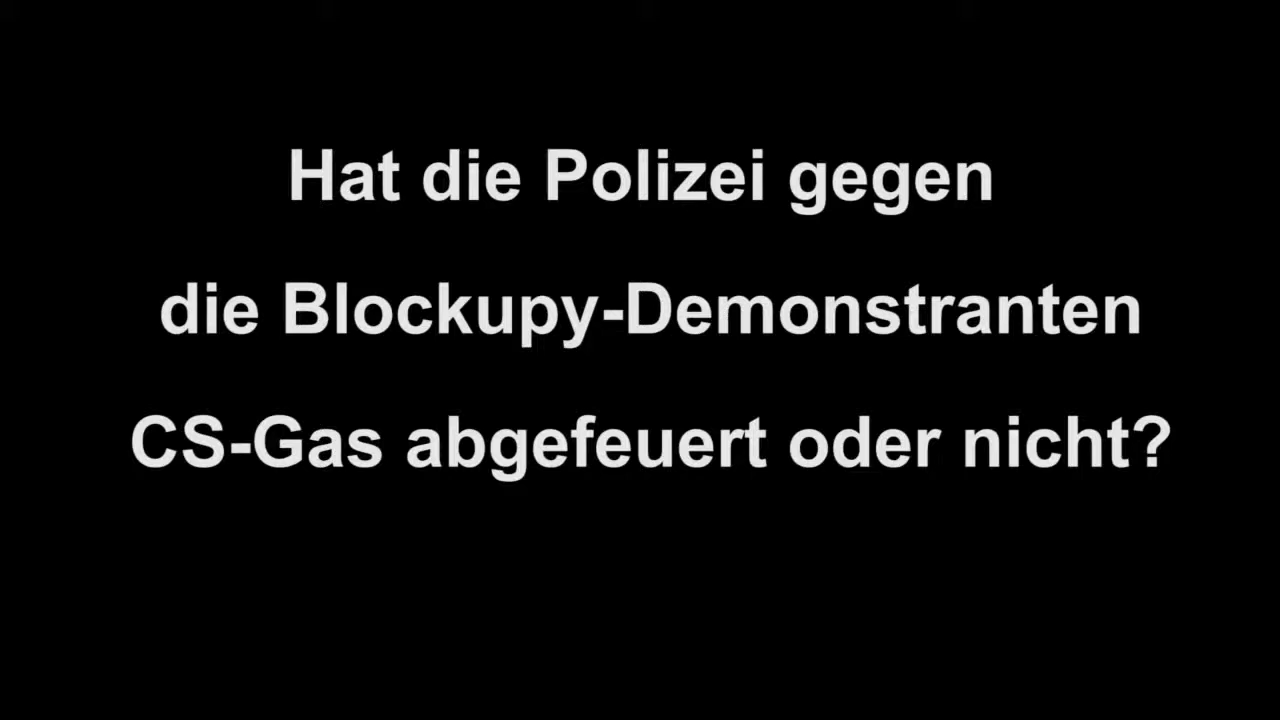 Hat die Polizei gegen
die Blockupy-Demonstranten
CS-Gas abgefeuert oder nicht?